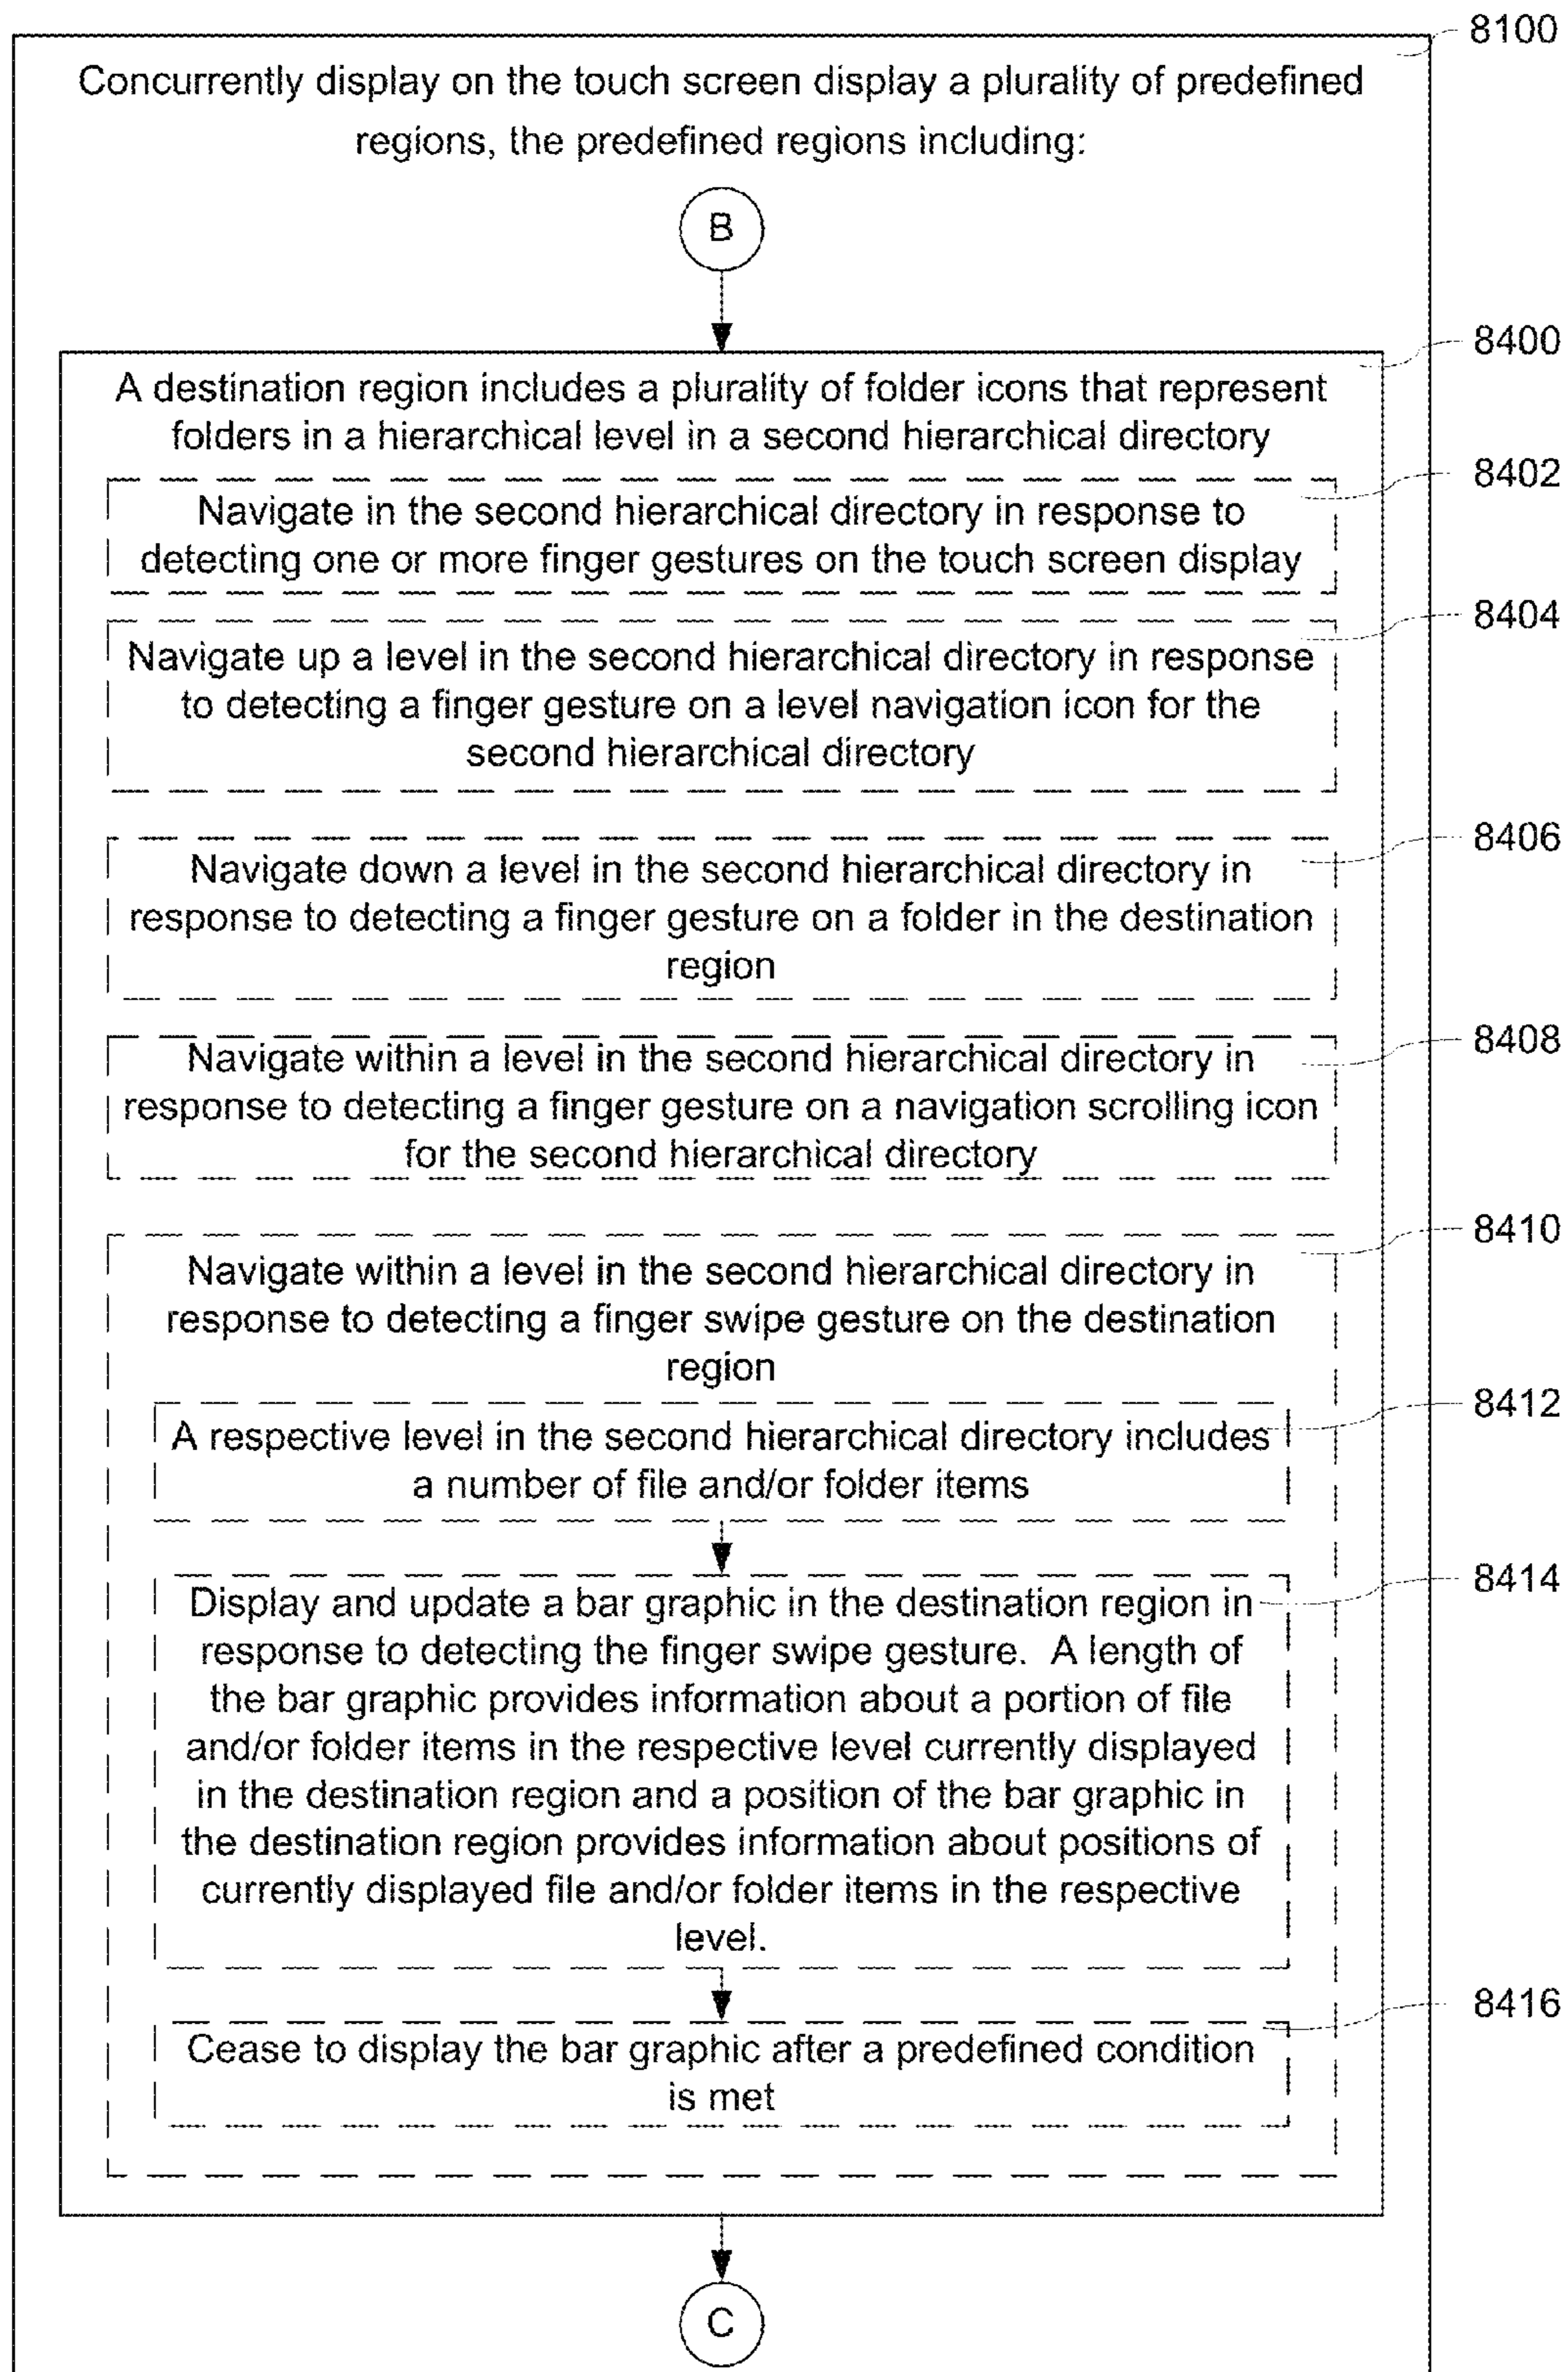 8100
Concurrently display on the touch screen display a plurality of predefined
regions, the predefined regions including:
B
8400
A destination region includes a plurality of folder icons that represent
folders in a hierarchical level in a second hierarchical directory
8402
Navigate in the second hierarchical directory in response to
detecting one or more finger gestures on the touch screen display
8404
Navigate up a level in the second hierarchical directory in response
to detecting a finger gesture on a level navigation icon for the
second hierarchical directory
8406
Navigate down a level in the second hierarchical directory in
response to detecting a finger gesture on a folder in the destination
region
8408
Navigate within a level in the second hierarchical directory in
response to detecting a finger gesture on a navigation scrolling icon
for the second hierarchical directory
8410
Navigate within a level in the second hierarchical directory in
response to detecting a finger swipe gesture on the destination
region
8412
A respective level in the second hierarchical directory includes
a number of file and/or folder items
8414
Display and update a bar graphic in the destination region in
response to detecting the finger swipe gesture.  A length of
the bar graphic provides information about a portion of file
and/or folder items in the respective level currently displayed
in the destination region and a position of the bar graphic in
the destination region provides information about positions of
currently displayed file and/or folder items in the respective
level.
8416
Cease to display the bar graphic after a predefined condition
is met
C